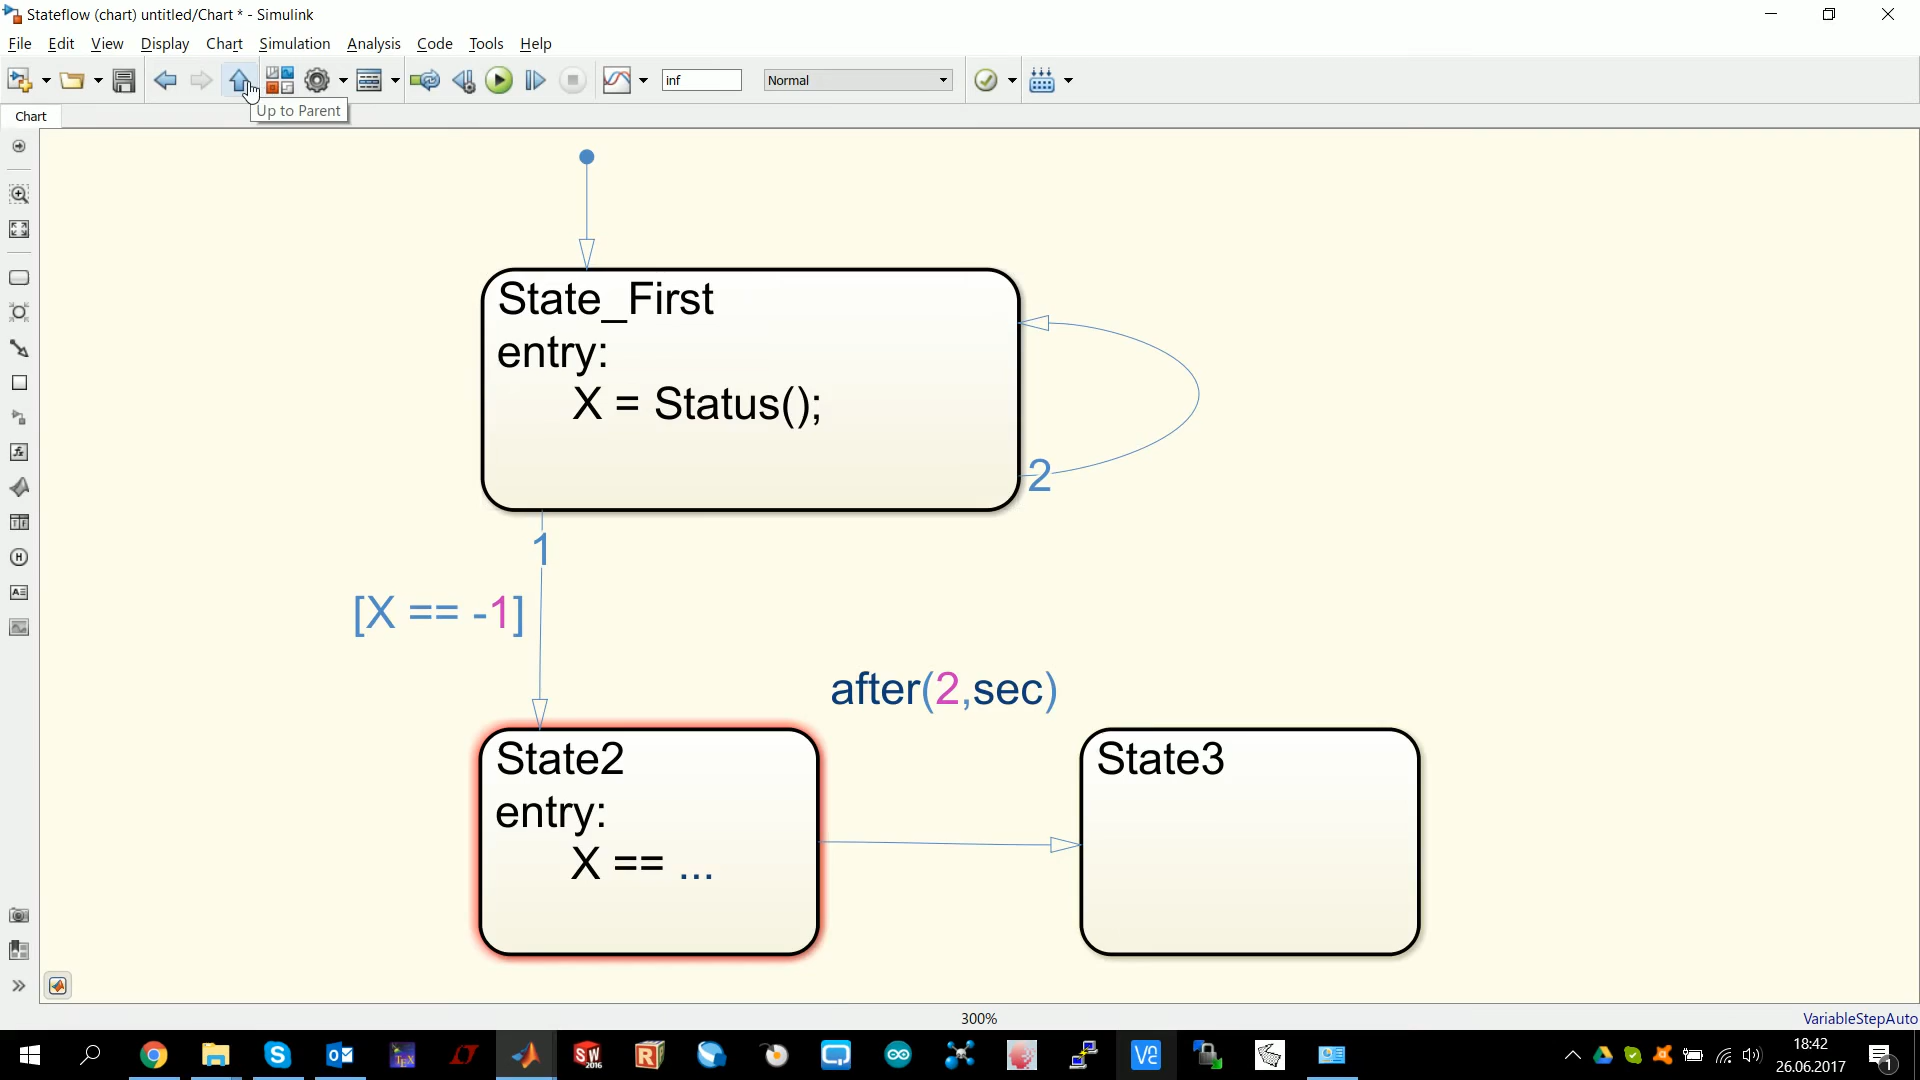 Stateflow (chart) untitled/Chart * - Simulink
File Edit View Display Chart Simulation Analysis Code Tools Help
inf Normal
Up to Parent
Chart
State_First
entry:
X = Status();
2
1
[X == -1]
after(2,sec)
State2
entry:
X == ...
State3
300%
VariableStepAuto
18:42
26.06.2017
1